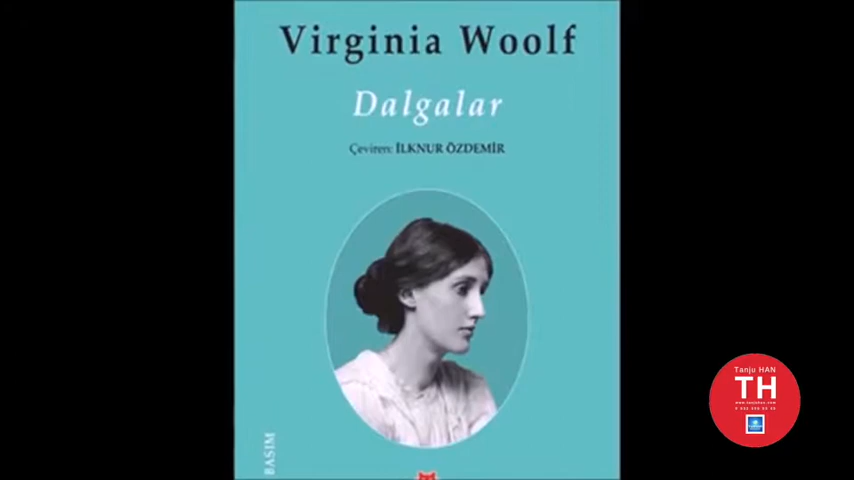 Virginia Woolf
Dalgalar
Çeviren: İLKNUR ÖZDEMİR
BASIM
Tanju HAN
TH